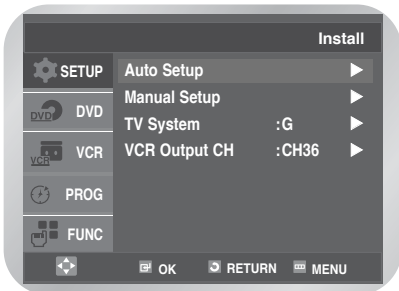 Install
SETUP
DVD
DVD
VCR
VCR
PROG
FUNC
Auto Setup
Manual Setup
TV System :G
VCR Output CH :CH36
OK RETURN MENU